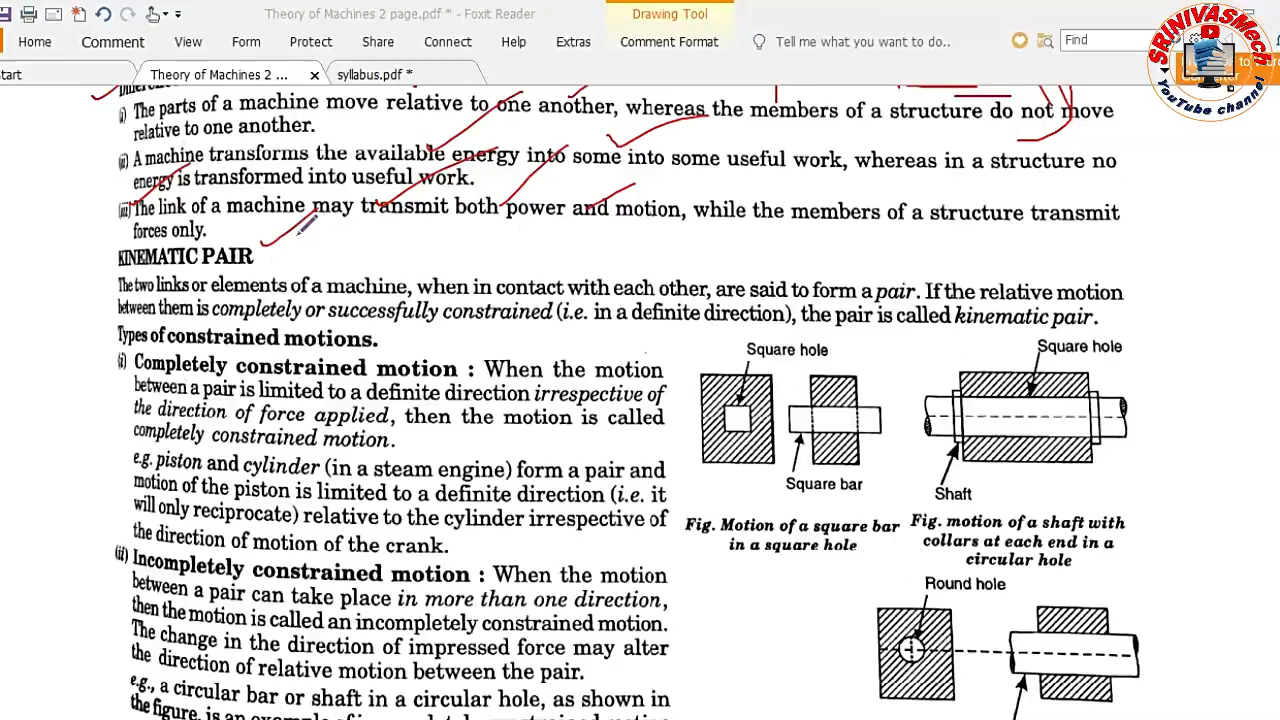 Theory of Machines 2 page.pdf * - Foxit Reader
Drawing Tool
Home Comment View Form Protect Share Connect Help Extras Comment Format Tell me what you want to do.. Find
SRINIVASMech
YouTube channel
tart Theory of Machines 2 ... × syllabus.pdf *
(i) The parts of a machine move relative to one another, whereas the members of a structure do not move
relative to one another.
(ii) A machine transforms the available energy into some into some useful work, whereas in a structure no
energy is transformed into useful work.
(iii) The link of a machine may transmit both power and motion, while the members of a structure transmit
forces only.
KINEMATIC PAIR
The two links or elements of a machine, when in contact with each other, are said to form a pair. If the relative motion
between them is completely or successfully constrained (i.e. in a definite direction), the pair is called kinematic pair.
Types of constrained motions.
(i) Completely constrained motion : When the motion
between a pair is limited to a definite direction irrespective of
the direction of force applied, then the motion is called
completely constrained motion.
e.g. piston and cylinder (in a steam engine) form a pair and
motion of the piston is limited to a definite direction (i.e. it
will only reciprocate) relative to the cylinder irrespective of
the direction of motion of the crank.
(ii) Incompletely constrained motion : When the motion
between a pair can take place in more than one direction,
then the motion is called an incompletely constrained motion.
The change in the direction of impressed force may alter
the direction of relative motion between the pair.
e.g., a circular bar or shaft in a circular hole, as shown in
Square hole
Square bar
Fig. Motion of a square bar
in a square hole
Square hole
Shaft
Fig. motion of a shaft with
collars at each end in a
circular hole
Round hole